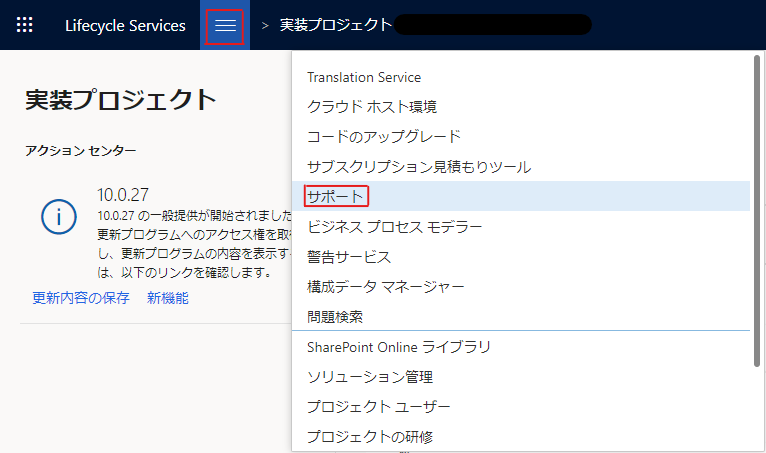 Lifecycle Services
> 実装プロジェクト
実装プロジェクト
アクション センター
10.0.27
10.0.27 の一般提供が開始されました
更新プログラムへのアクセス権を取
し、更新プログラムの内容を表示す
は、以下のリンクを確認します。
更新内容の保存 新機能
Translation Service
クラウド ホスト環境
コードのアップグレード
サブスクリプション見積もりツール
サポート
ビジネス プロセス モデラー
警告サービス
構成データ マネージャー
問題検索
SharePoint Online ライブラリ
ソリューション管理
プロジェクト ユーザー
プロジェクトの研修